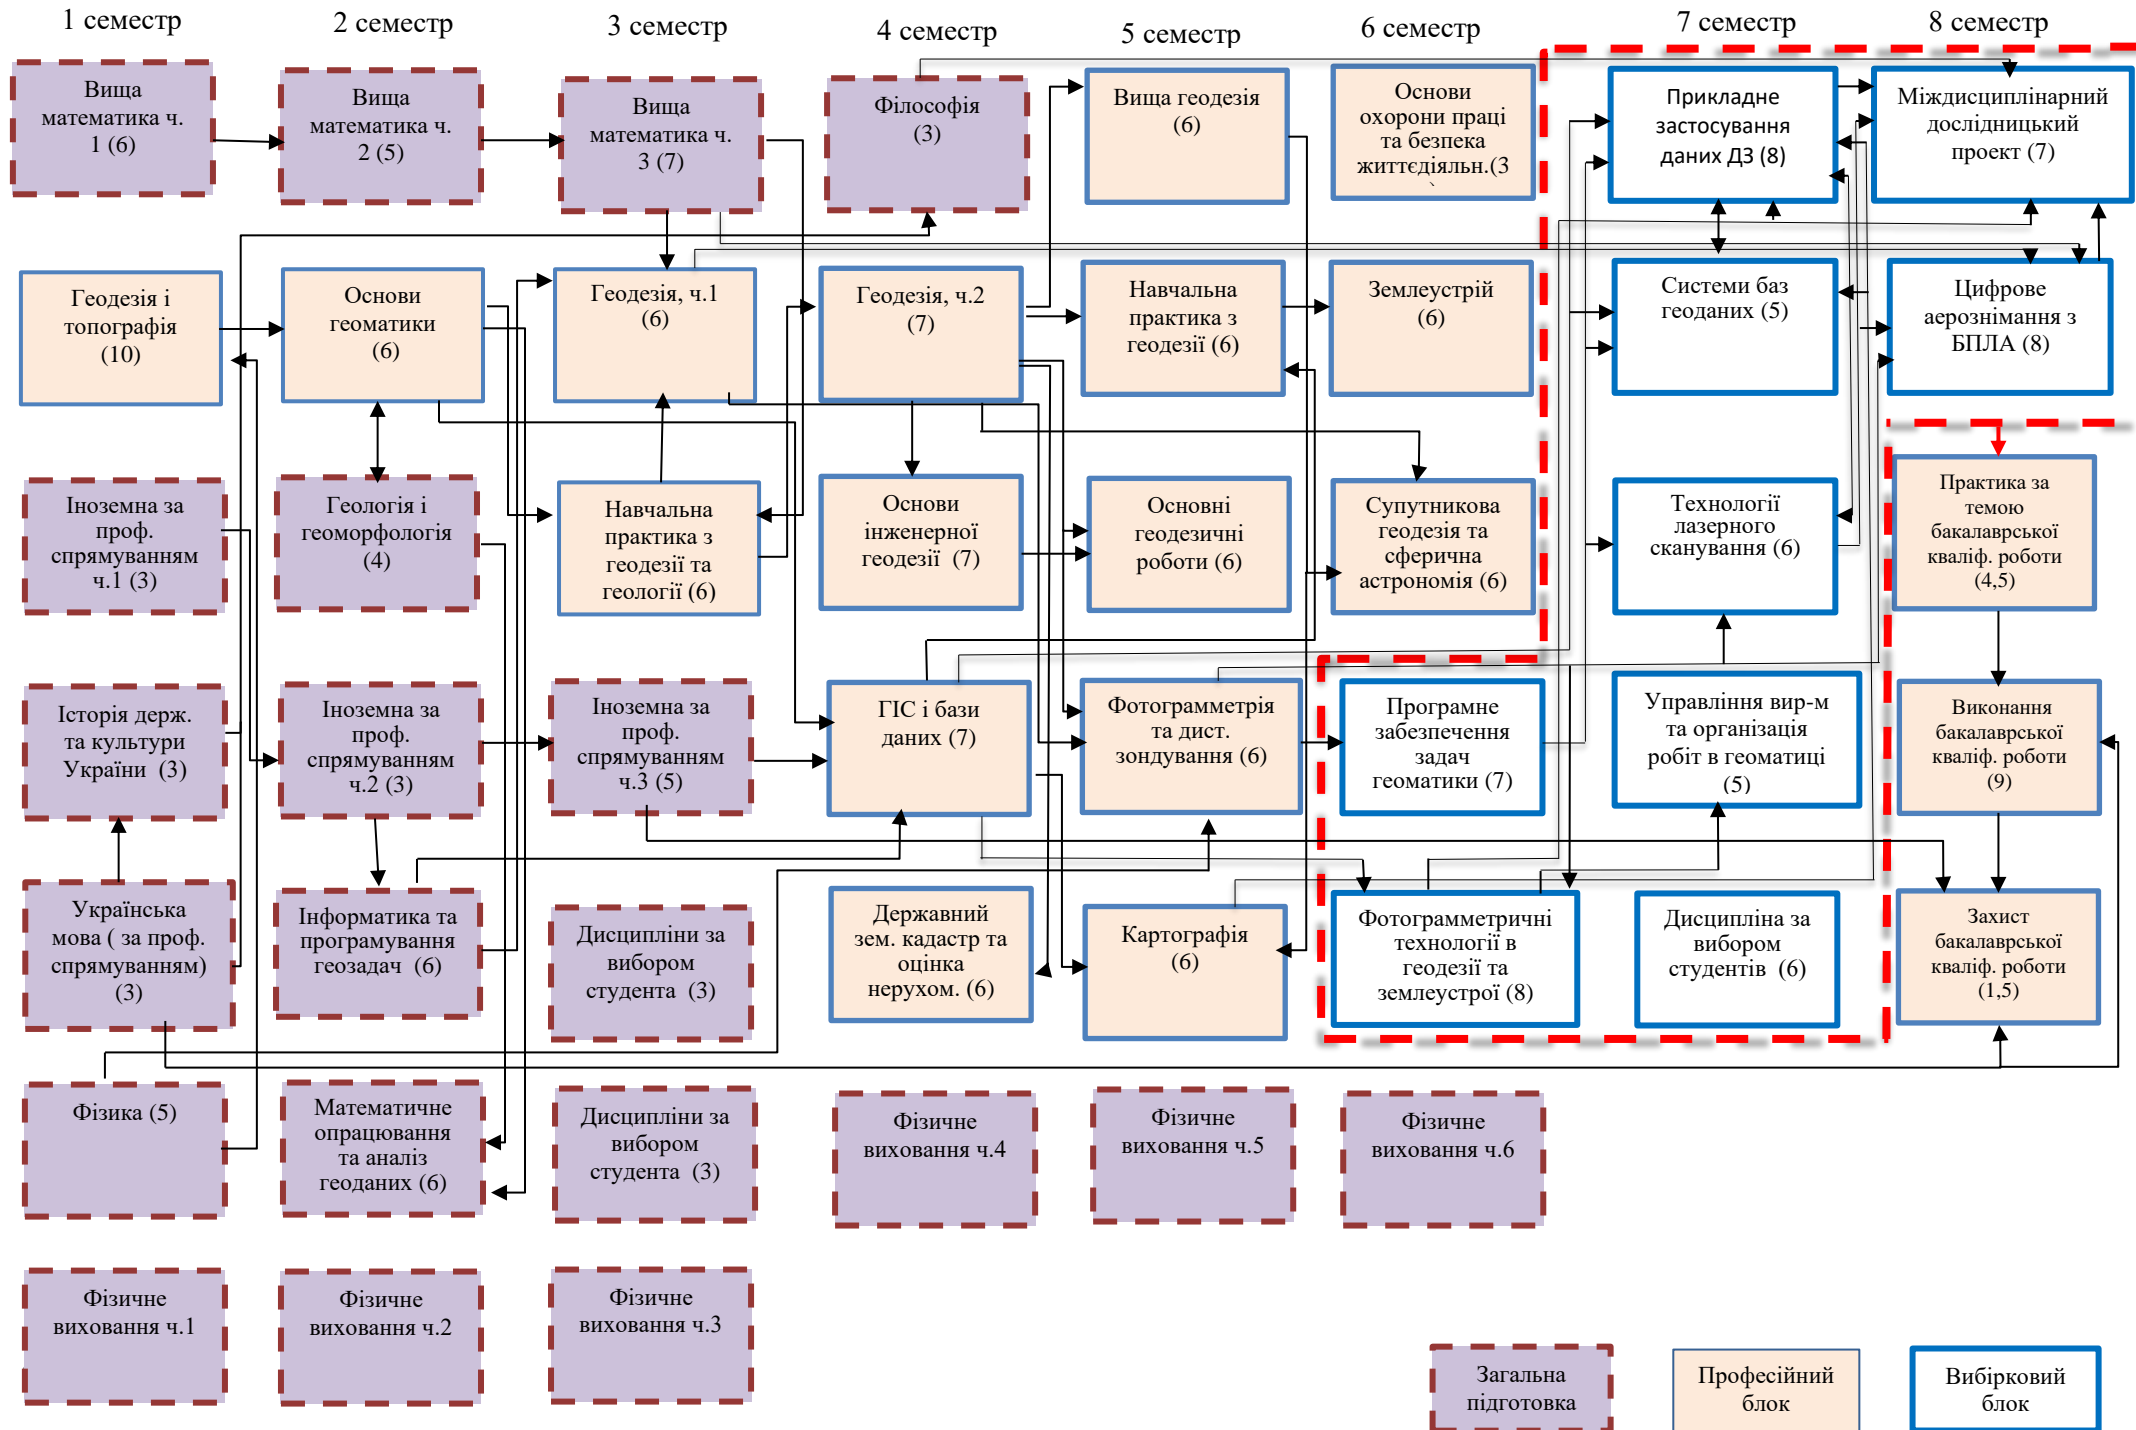 1 семестр
2 семестр
3 семестр
4 семестр
5 семестр
6 семестр
7 семестр
8 семестр
Вища
математика ч.
1 (6)
Вища
математика ч.
2 (5)
Вища
математика ч.
3 (7)
Філософія
(3)
Вища геодезія
(6)
Основи
охорони праці
та безпека
життєдіяльн.(3
Прикладне
застосування
даних ДЗ (8)
Міждисциплінарний
дослідницький
проект (7)
Геодезія і
топографія
(10)
Основи
геоматики
(6)
Геодезія, ч.1
(6)
Геодезія, ч.2
(7)
Навчальна
практика з
геодезії (6)
Землеустрій
(6)
Системи баз
геоданих (5)
Цифрове
аерознімання з
БПЛА (8)
Іноземна за
проф.
спрямуванням
ч.1 (3)
Геологія і
геоморфологія
(4)
Навчальна
практика з
геодезії та
геології (6)
Основи
інженерної
геодезії (7)
Основні
геодезичні
роботи (6)
Супутникова
геодезія та
сферична
астрономія (6)
Технології
лазерного
сканування (6)
Практика за
темою
бакалаврської
кваліф. роботи
(4,5)
Історія держ.
та культури
України (3)
Іноземна за
проф.
спрямуванням
ч.2 (3)
Іноземна за
проф.
спрямуванням
ч.3 (5)
ГІС і бази
даних (7)
Фотограмметрія
та дист.
зондування (6)
Програмне
забезпечення
задач
геоматики (7)
Управління вир-м
та організація
робіт в геоматиці
(5)
Виконання
бакалаврської
кваліф. роботи
(9)
Українська
мова ( за проф.
спрямуванням)
(3)
Інформатика та
програмування
геозадач (6)
Дисципліни за
вибором
студента (3)
Державний
зем. кадастр та
оцінка
нерухом. (6)
Картографія
(6)
Фотограмметричні
технології в
геодезії та
землеустрої (8)
Дисципліна за
вибором
студентів (6)
Захист
бакалаврської
кваліф. роботи
(1,5)
Фізика (5)
Математичне
опрацювання
та аналіз
геоданих (6)
Дисципліни за
вибором
студента (3)
Фізичне
виховання ч.4
Фізичне
виховання ч.5
Фізичне
виховання ч.6
Фізичне
виховання ч.1
Фізичне
виховання ч.2
Фізичне
виховання ч.3
Загальна
підготовка
Професійний
блок
Вибірковий
блок